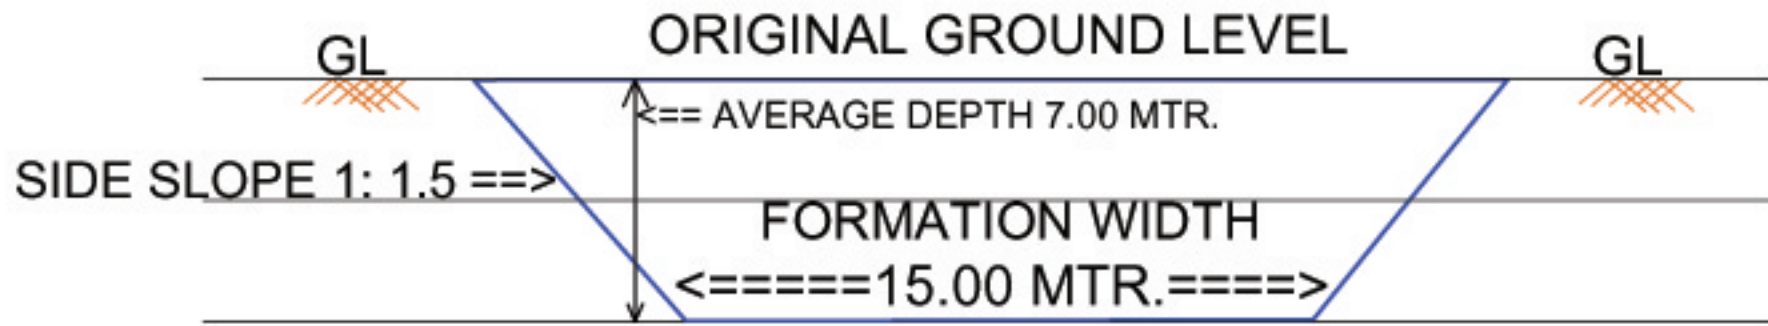 ORIGINAL GROUND LEVEL
GL
GL
<== AVERAGE DEPTH 7.00 MTR.
SIDE SLOPE 1: 1.5 ==>
FORMATION WIDTH
<=====15.00 MTR.====>